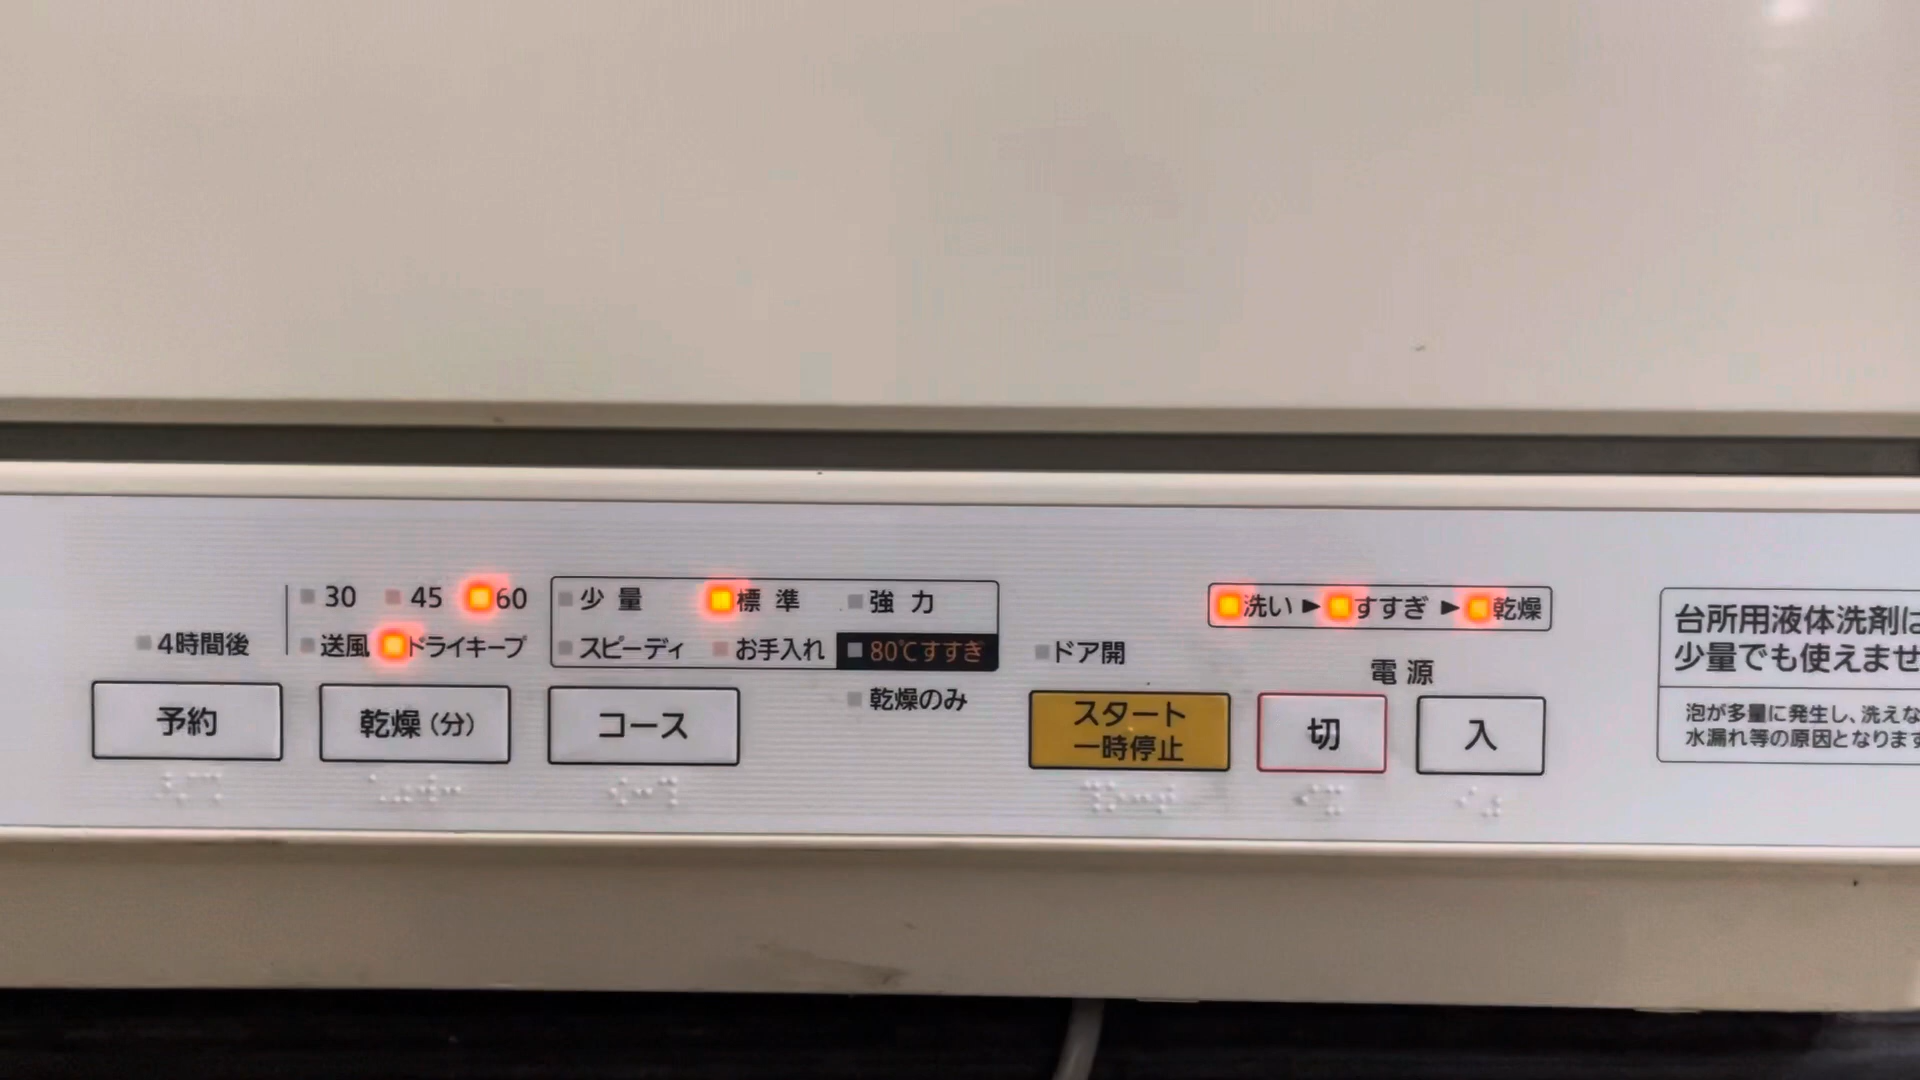 30 45 60
4時間後 送風 ドライキープ
予約 乾燥（分）
少量 標準 強力
スピーディ お手入れ 80℃すすぎ
コース 乾燥のみ
ドア開
スタート
一時停止
洗い▶すすぎ▶乾燥
電源
切 入
台所用液体洗剤は
少量でも使えませ
泡が多量に発生し、洗えな
水漏れ等の原因となります